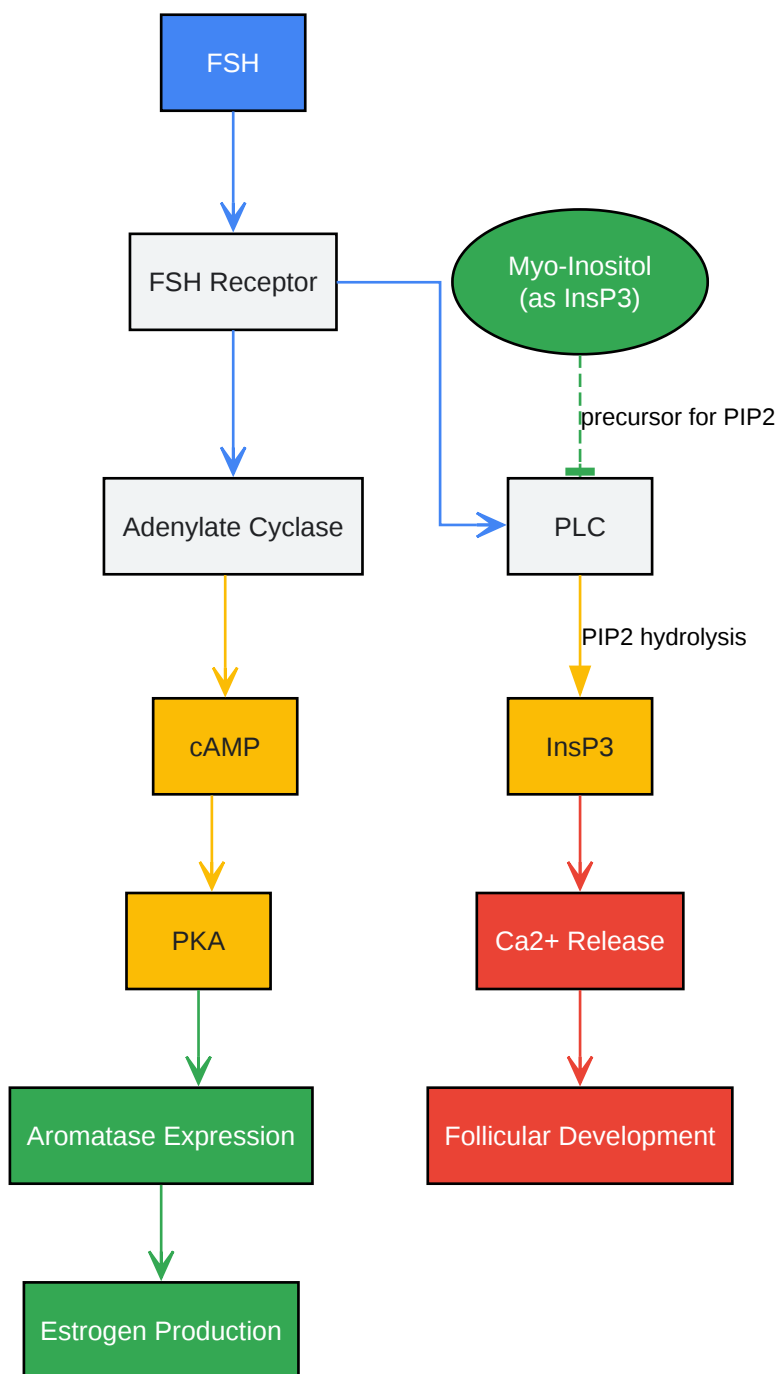 FSH
FSH Receptor
Myo-Inositol
(as InsP3)
precursor for PIP2
Adenylate Cyclase
PLC
PIP2 hydrolysis
cAMP
InsP3
PKA
Ca2+ Release
Aromatase Expression
Follicular Development
Estrogen Production